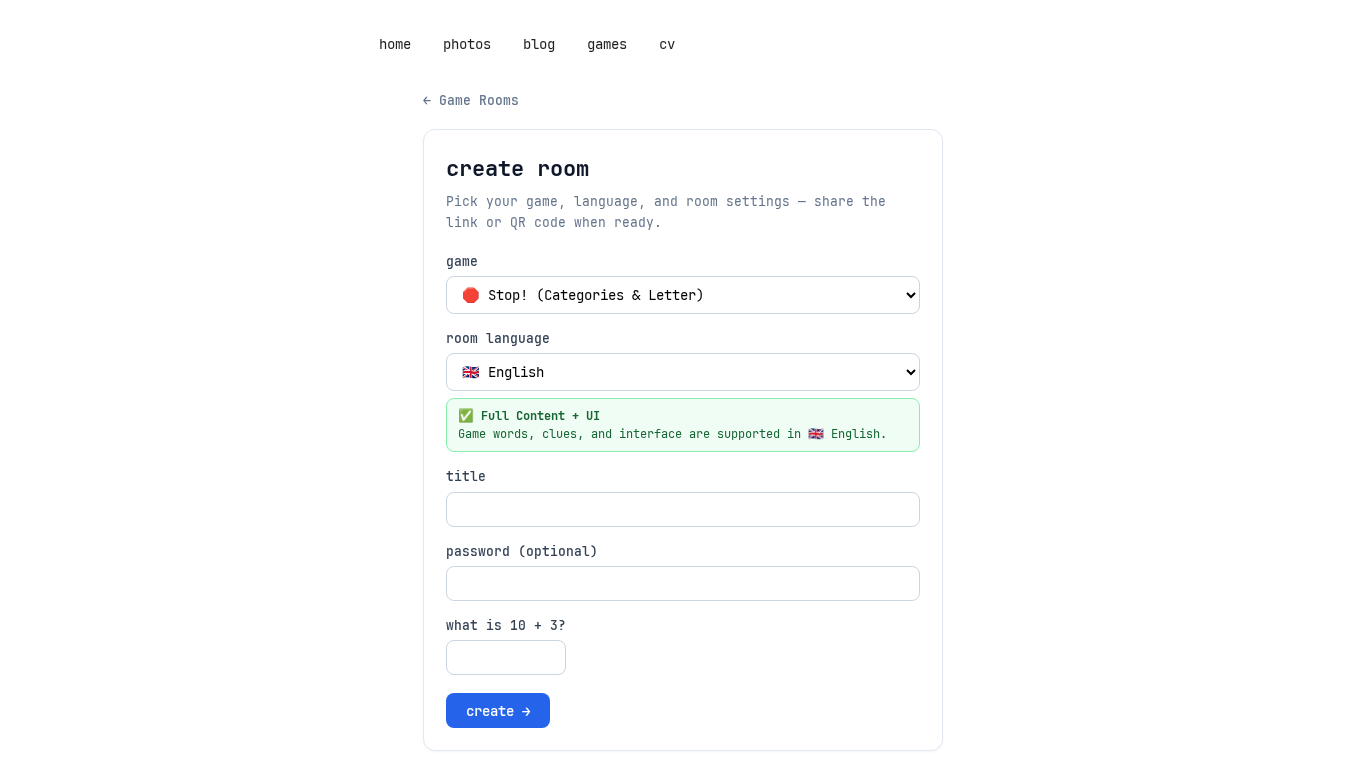 home photos blog games cv
← Game Rooms
create room
Pick your game, language, and room settings — share the
link or QR code when ready.
game
🛑 Stop! (Categories & Letter)
room language
🇬🇧 English
✅ Full Content + UI
Game words, clues, and interface are supported in 🇬🇧 English.
title
password (optional)
what is 10 + 3?
create →